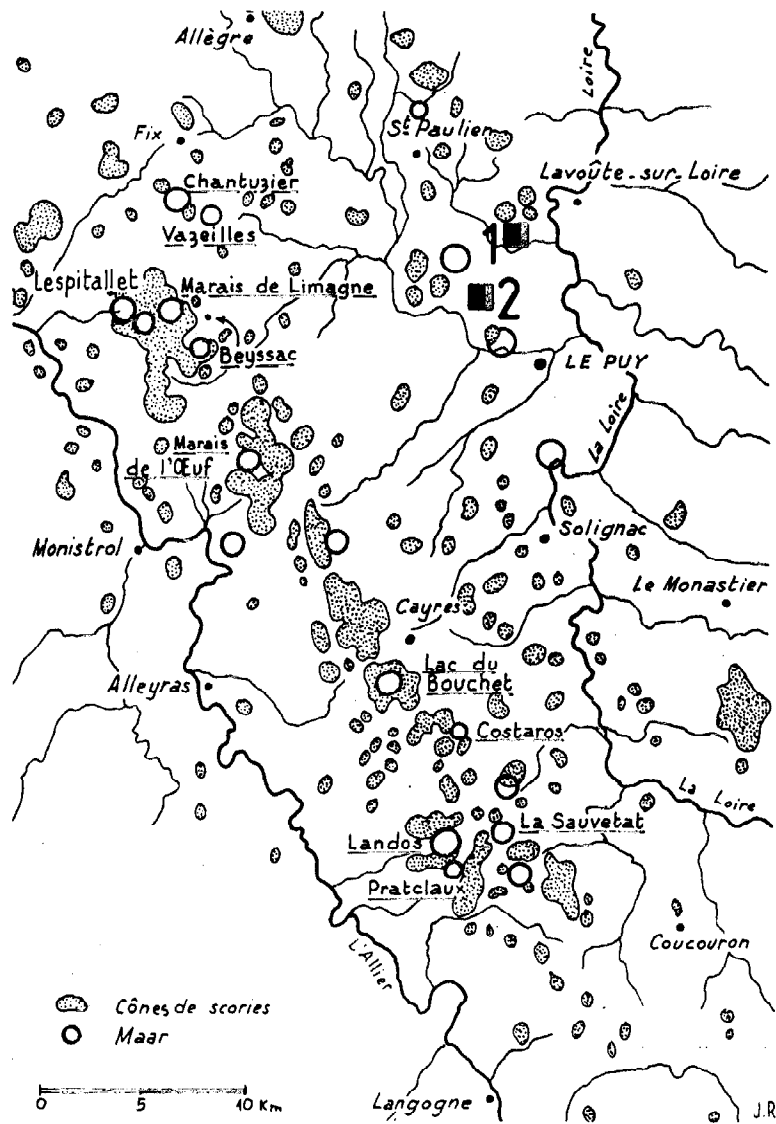 Allègre
Loire
Fix
St Paulien
Lavoûte-sur-Loire
Chantuzier
Vazeilles
1
Lespitallet
Marais de Limagne
2
Beyssac
LE PUY
La Loire
Marais
de l'Œuf
Monistrol
Solignac
Le Monastier
Cayres
Lac du
Bouchet
Alleyras
Costaros
La Loire
La Sauvetat
Landos
Pratclaux
Coucouron
L'Allier
Cônes de scories
Maar
0 5 10 Km
Langogne
J.R